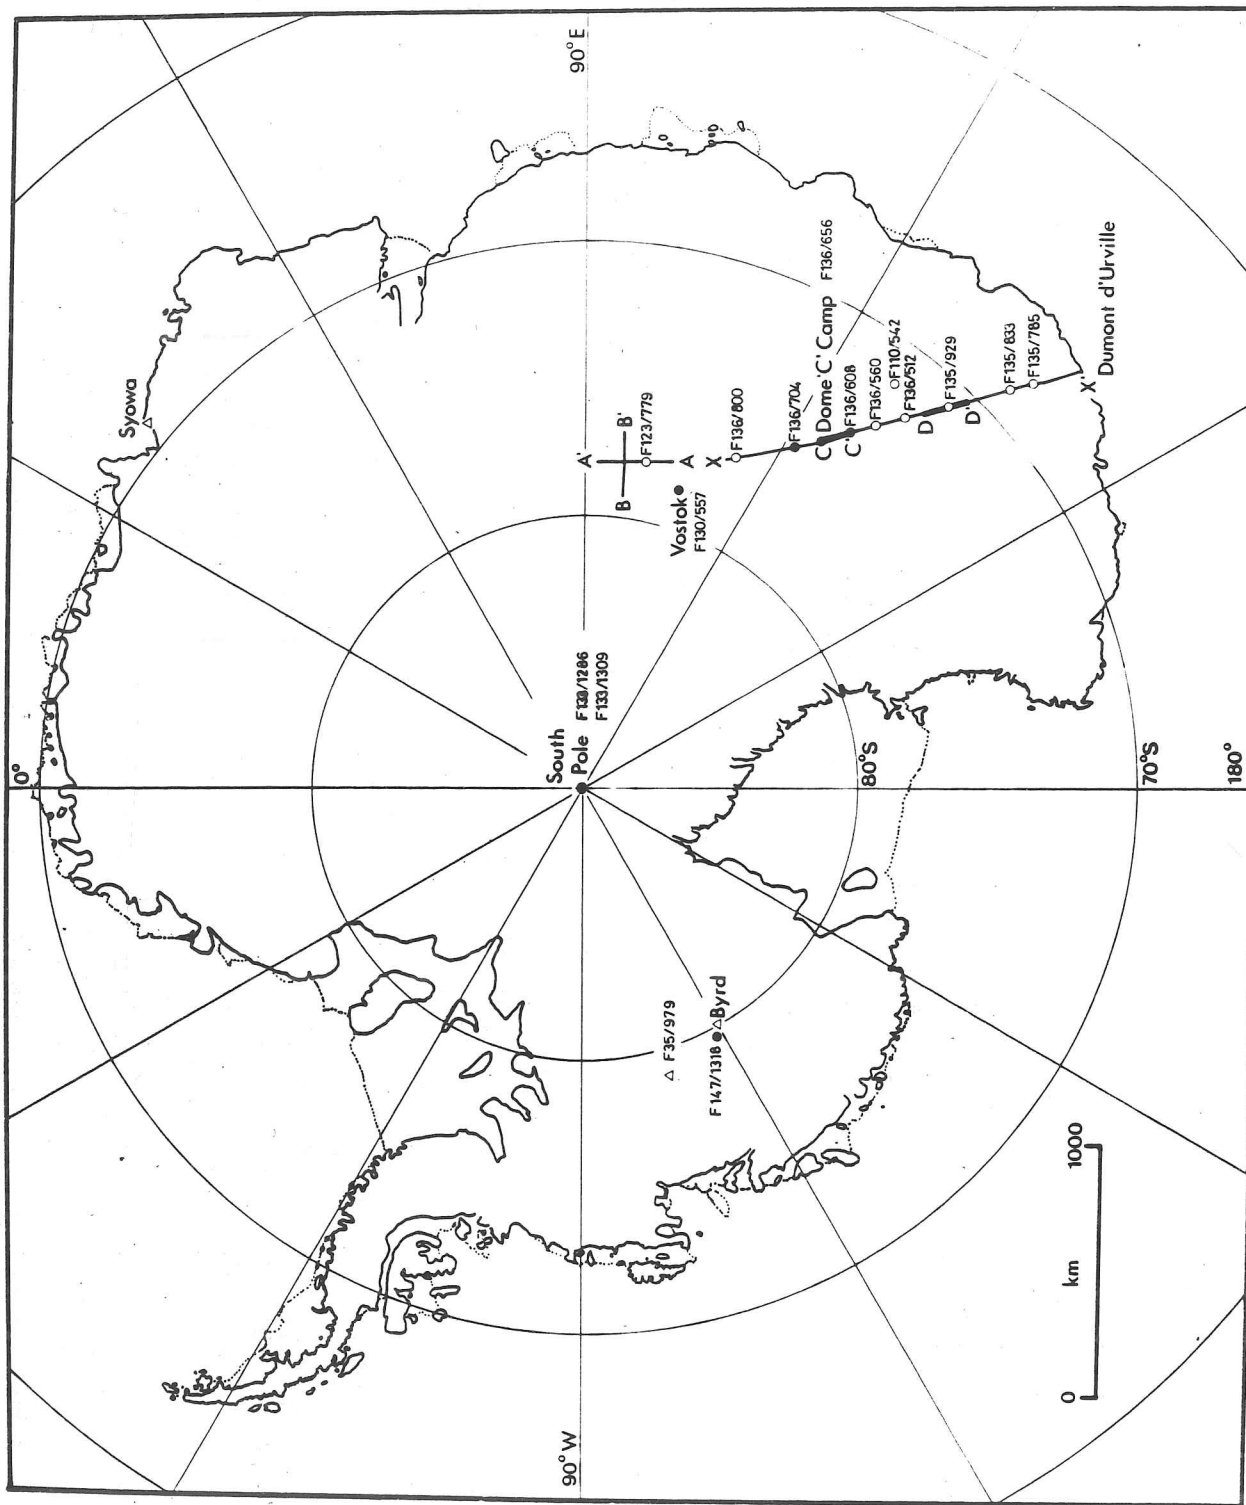 0°
90°E
Syowa
A'
B'
B
F123/779
A
X
Vostok
F130/557
F136/800
F136/704
C
Dome 'C' Camp F136/656
C'
F136/608
F136/560
F110/542
F136/512
D
F135/929
D'
F135/833
F135/785
X'
Dumont d'Urville
South
Pole
F133/1309
80°S
70°S
180°
F35/979
Byrd
F147/1318
90°W
0
km
1000